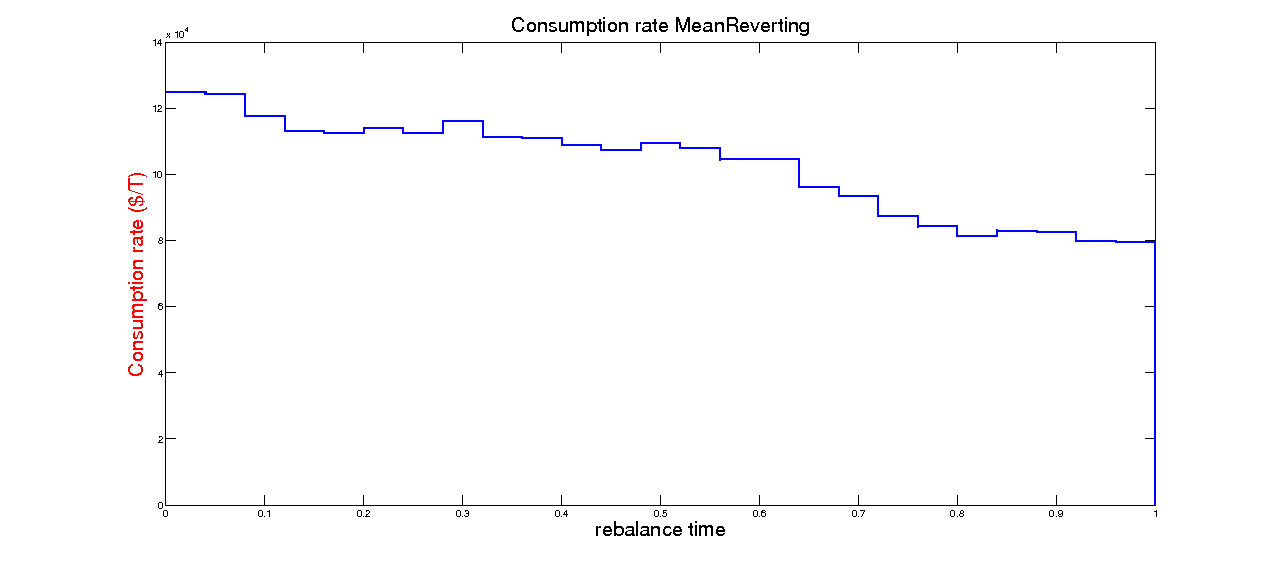 Consumption rate MeanReverting
x 10^4
14
12
10
8
6
4
2
0
Consumption rate ($/T)
0 0.1 0.2 0.3 0.4 0.5 0.6 0.7 0.8 0.9 1
rebalance time